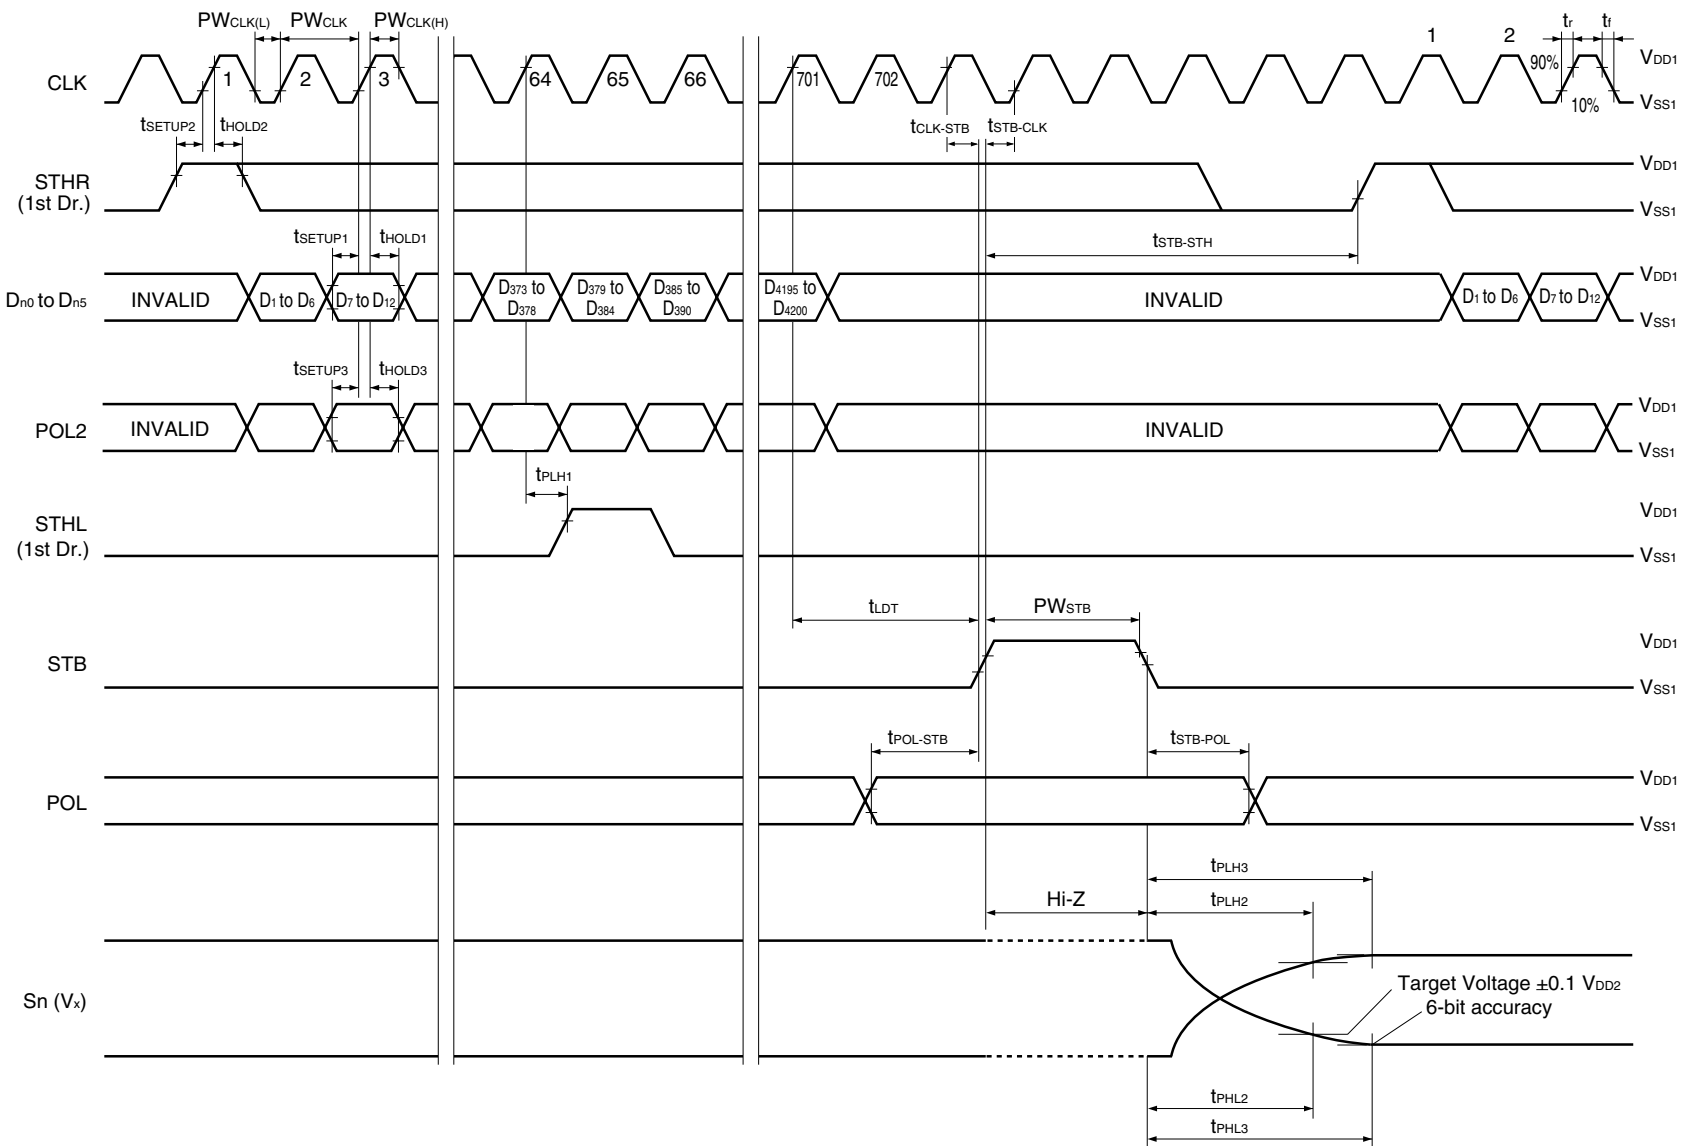 PWCLK(L) PWCLK PWCLK(H) 1 2 tr tf
CLK 1 2 3 64 65 66 701 702 90% 10% VDD1
VSS1
tSETUP2 tHOLD2 tCLK-STB tSTB-CLK
STHR
(1st Dr.)
VDD1
VSS1
tSETUP1 tHOLD1 tSTB-STH
Dn0 to Dn5 INVALID D1 to D6 D7 to D12 D373 to D378 D379 to D384 D385 to D390 D4195 to D4200 INVALID D1 to D6 D7 to D12
VDD1
VSS1
tSETUP3 tHOLD3
POL2 INVALID INVALID
VDD1
VSS1
tPLH1
STHL
(1st Dr.)
VDD1
VSS1
tLDT PWSTB
STB
VDD1
VSS1
tPOL-STB tSTB-POL
POL
VDD1
VSS1
tPLH3
Hi-Z tPLH2
Sn (Vx)
Target Voltage ±0.1 VDD2
6-bit accuracy
tPHL2
tPHL3